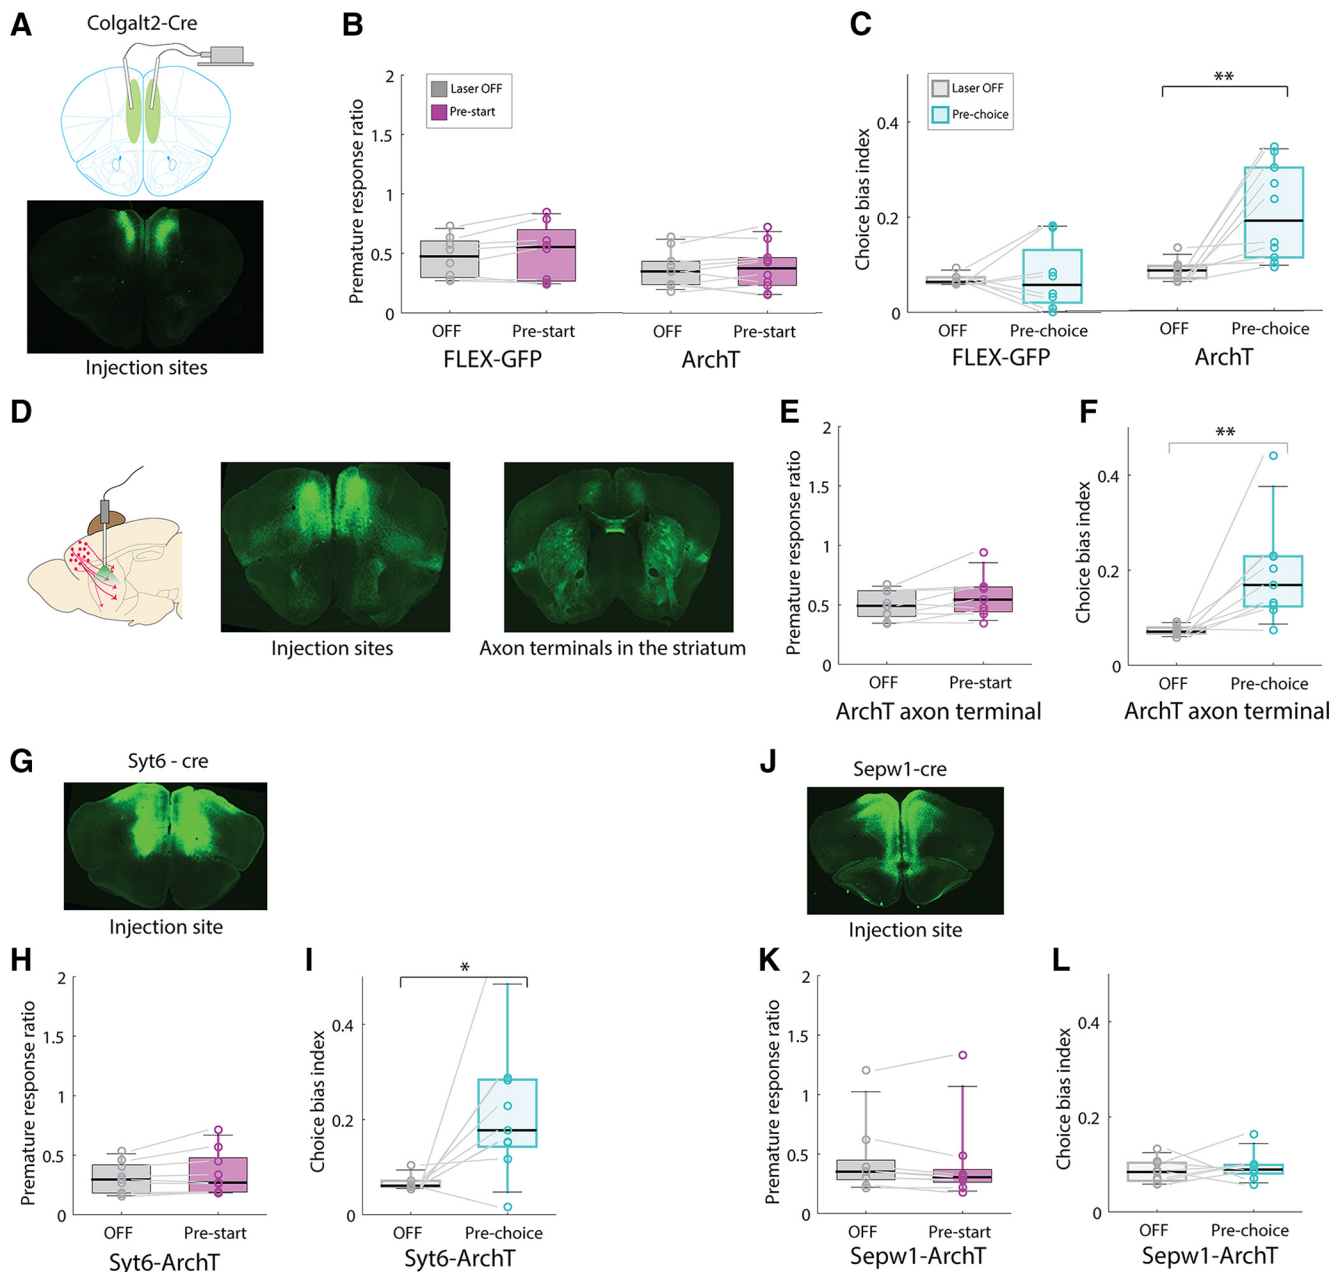 A
Colgalt2-Cre
Injection sites
B
Premature response ratio
2
1.5
1
0.5
0
Laser OFF
Pre-start
OFF
Pre-start
OFF
Pre-start
FLEX-GFP
ArchT
C
Choice bias index
0.4
0.2
0
Laser OFF
Pre-choice
**
OFF
Pre-choice
OFF
Pre-choice
FLEX-GFP
ArchT
D
Injection sites
Axon terminals in the striatum
E
Premature response ratio
2
1.5
1
0.5
0
OFF
Pre-start
ArchT axon terminal
F
Choice bias index
0.4
0.2
0
**
OFF
Pre-choice
ArchT axon terminal
G
Syt6 - cre
Injection site
J
Sepw1-cre
Injection site
H
Premature response ratio
2
1.5
1
0.5
0
OFF
Pre-start
Syt6-ArchT
I
Choice bias index
0.4
0.2
0
*
OFF
Pre-choice
Syt6-ArchT
K
Premature response ratio
2
1.5
1
0.5
0
OFF
Pre-start
Sepw1-ArchT
L
Choice bias index
0.4
0.2
0
OFF
Pre-choice
Sepw1-ArchT